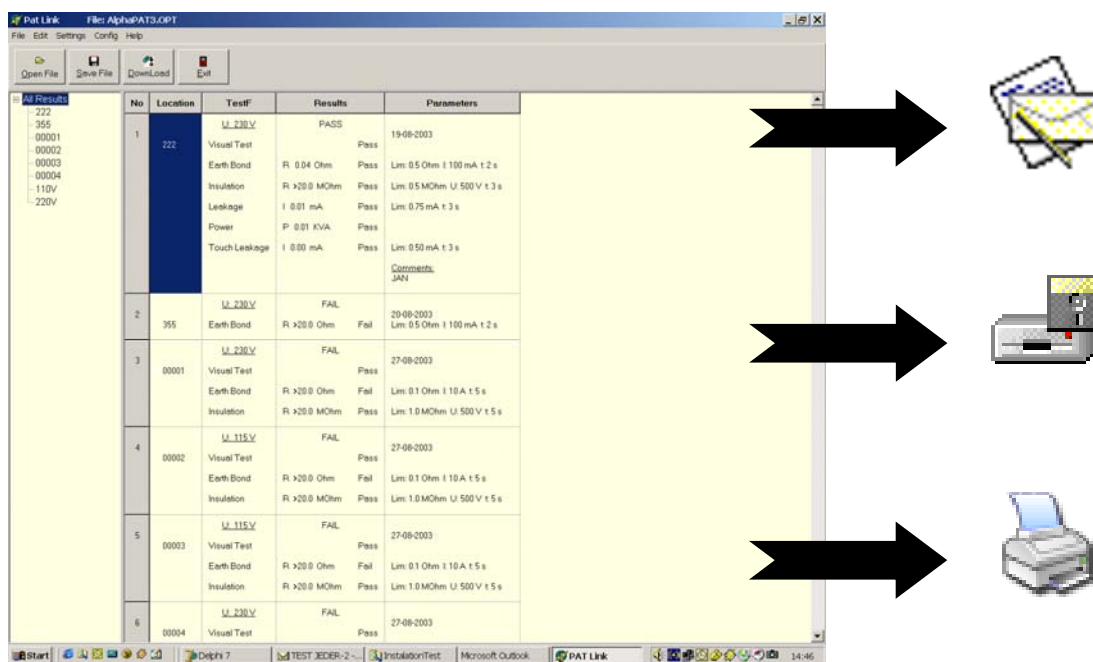 Pat Link File: AlphaPAT3.OPT
File Edit Settings Config Help
Open File Save File DownLoad Exit
All Results
222
355
00001
00002
00003
00004
110V
220V
No Location TestF Results Parameters
1 222 U: 230 V PASS 19-08-2003
Visual Test Pass
Earth Bond R: 0.04 Ohm Pass Lim: 0.5 Ohm I: 100 mA t: 2 s
Insulation R: >20.0 MOhm Pass Lim: 0.5 MOhm U: 500 V t: 3 s
Leakage I: 0.01 mA Pass Lim: 0.75 mA t: 3 s
Power P: 0.01 KVA Pass
Touch Leakage I: 0.00 mA Pass Lim: 0.50 mA t: 3 s
Comments:
JAN
2 355 U: 230 V FAIL 20-08-2003
Earth Bond R: >20.0 Ohm Fail Lim: 0.5 Ohm I: 100 mA t: 2 s
3 00001 U: 230 V FAIL 27-08-2003
Visual Test Pass
Earth Bond R: >20.0 Ohm Fail Lim: 0.1 Ohm I: 10 A t: 5 s
Insulation R: >20.0 MOhm Pass Lim: 1.0 MOhm U: 500 V t: 5 s
4 00002 U: 115 V FAIL 27-08-2003
Visual Test Pass
Earth Bond R: >20.0 Ohm Fail Lim: 0.1 Ohm I: 10 A t: 5 s
Insulation R: >20.0 MOhm Pass Lim: 1.0 MOhm U: 500 V t: 5 s
5 00003 U: 115 V FAIL 27-08-2003
Visual Test Pass
Earth Bond R: >20.0 Ohm Fail Lim: 0.1 Ohm I: 10 A t: 5 s
Insulation R: >20.0 MOhm Pass Lim: 1.0 MOhm U: 500 V t: 5 s
6 00004 U: 230 V FAIL 27-08-2003
Visual Test Pass
Start Delphi 7 TEST JEDER-2 -... InstalationTest Microsoft Outlook PAT Link 14:46